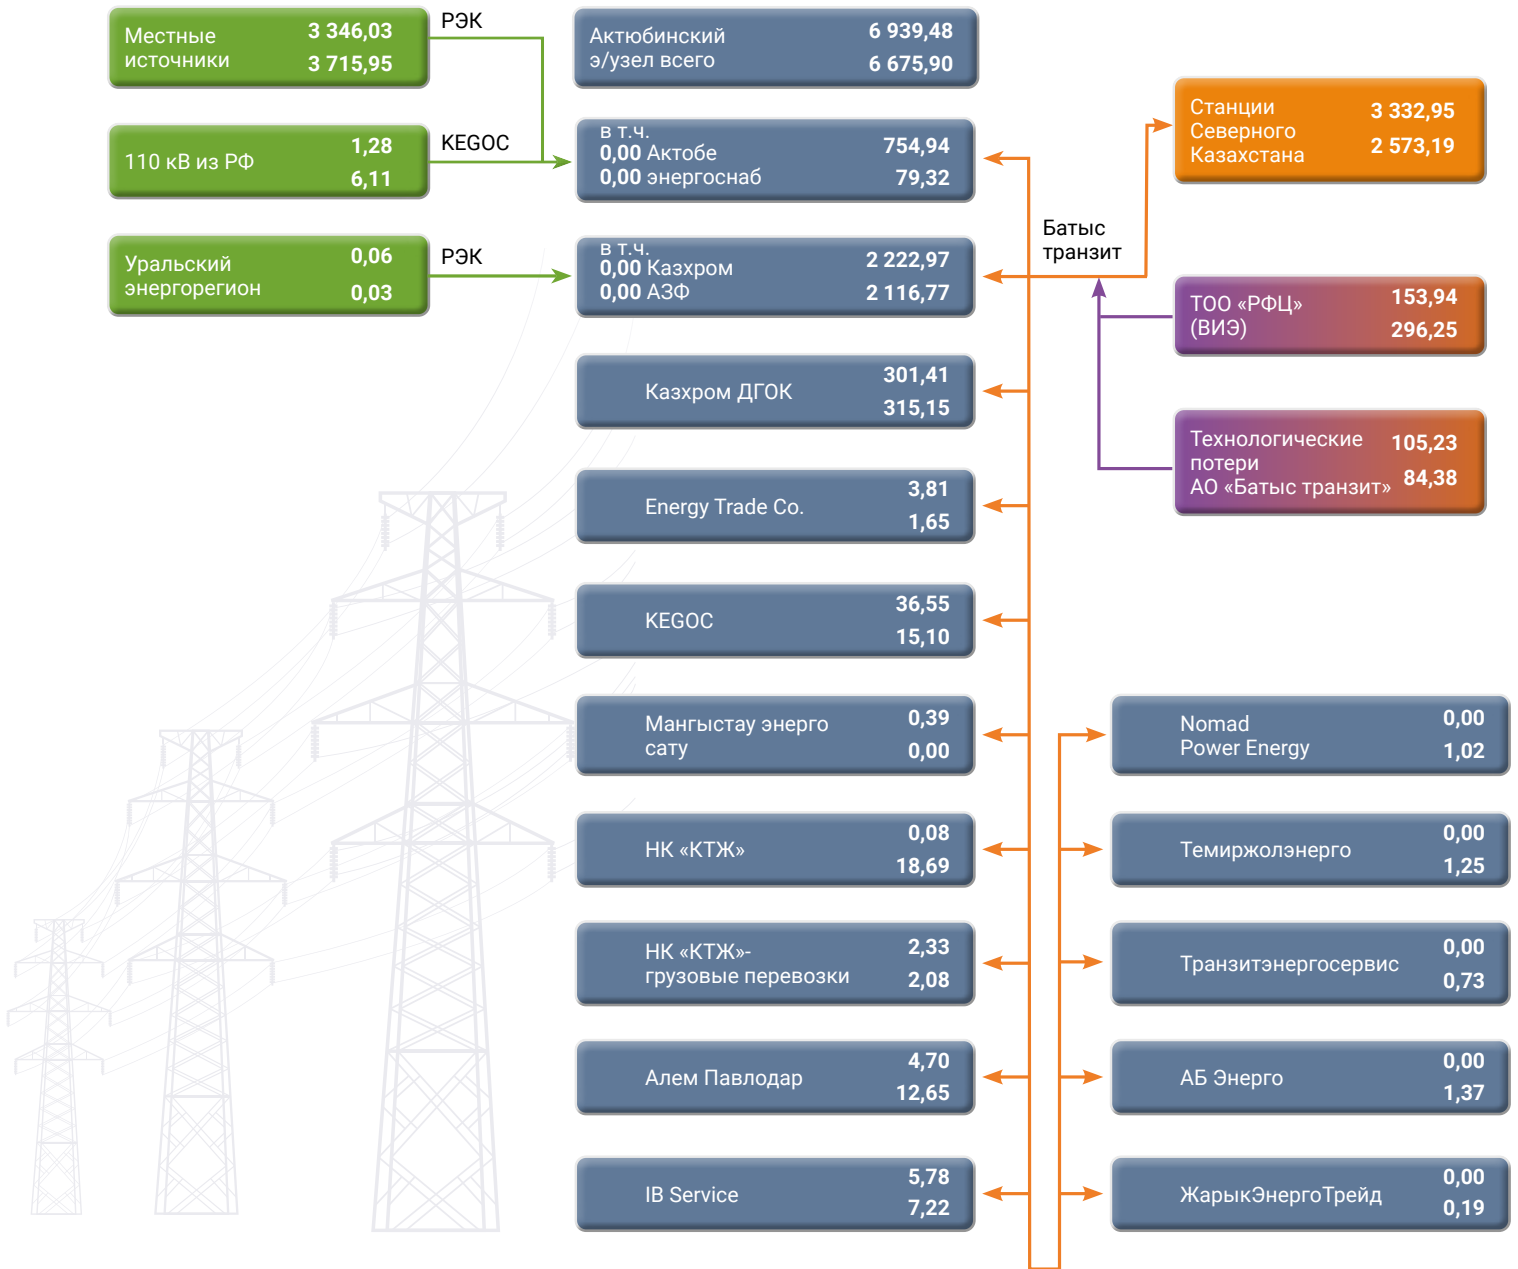 Местные
источники
3 346,03
3 715,95
РЭК
Актюбинский
э/узел всего
6 939,48
6 675,90
Станции
Северного
Казахстана
3 332,95
2 573,19
110 кВ из РФ
1,28
6,11
KEGOC
в т.ч.
0,00 Актобе
0,00 энергоснаб
754,94
79,32
Уральский
энергорегион
0,06
0,03
РЭК
в т.ч.
0,00 Казхром
0,00 АЗФ
2 222,97
2 116,77
Батыс
транзит
ТОО «РФЦ»
(ВИЭ)
153,94
296,25
Казхром ДГОК
301,41
315,15
Технологические
потери
АО «Батыс транзит»
105,23
84,38
Energy Trade Co.
3,81
1,65
KEGOC
36,55
15,10
Мангыстау энерго
сату
0,39
0,00
Nomad
Power Energy
0,00
1,02
НК «КТЖ»
0,08
18,69
Темиржолэнерго
0,00
1,25
НК «КТЖ»-
грузовые перевозки
2,33
2,08
Транзитэнергосервис
0,00
0,73
Алем Павлодар
4,70
12,65
АБ Энерго
0,00
1,37
IB Service
5,78
7,22
ЖарыкЭнергоТрейд
0,00
0,19